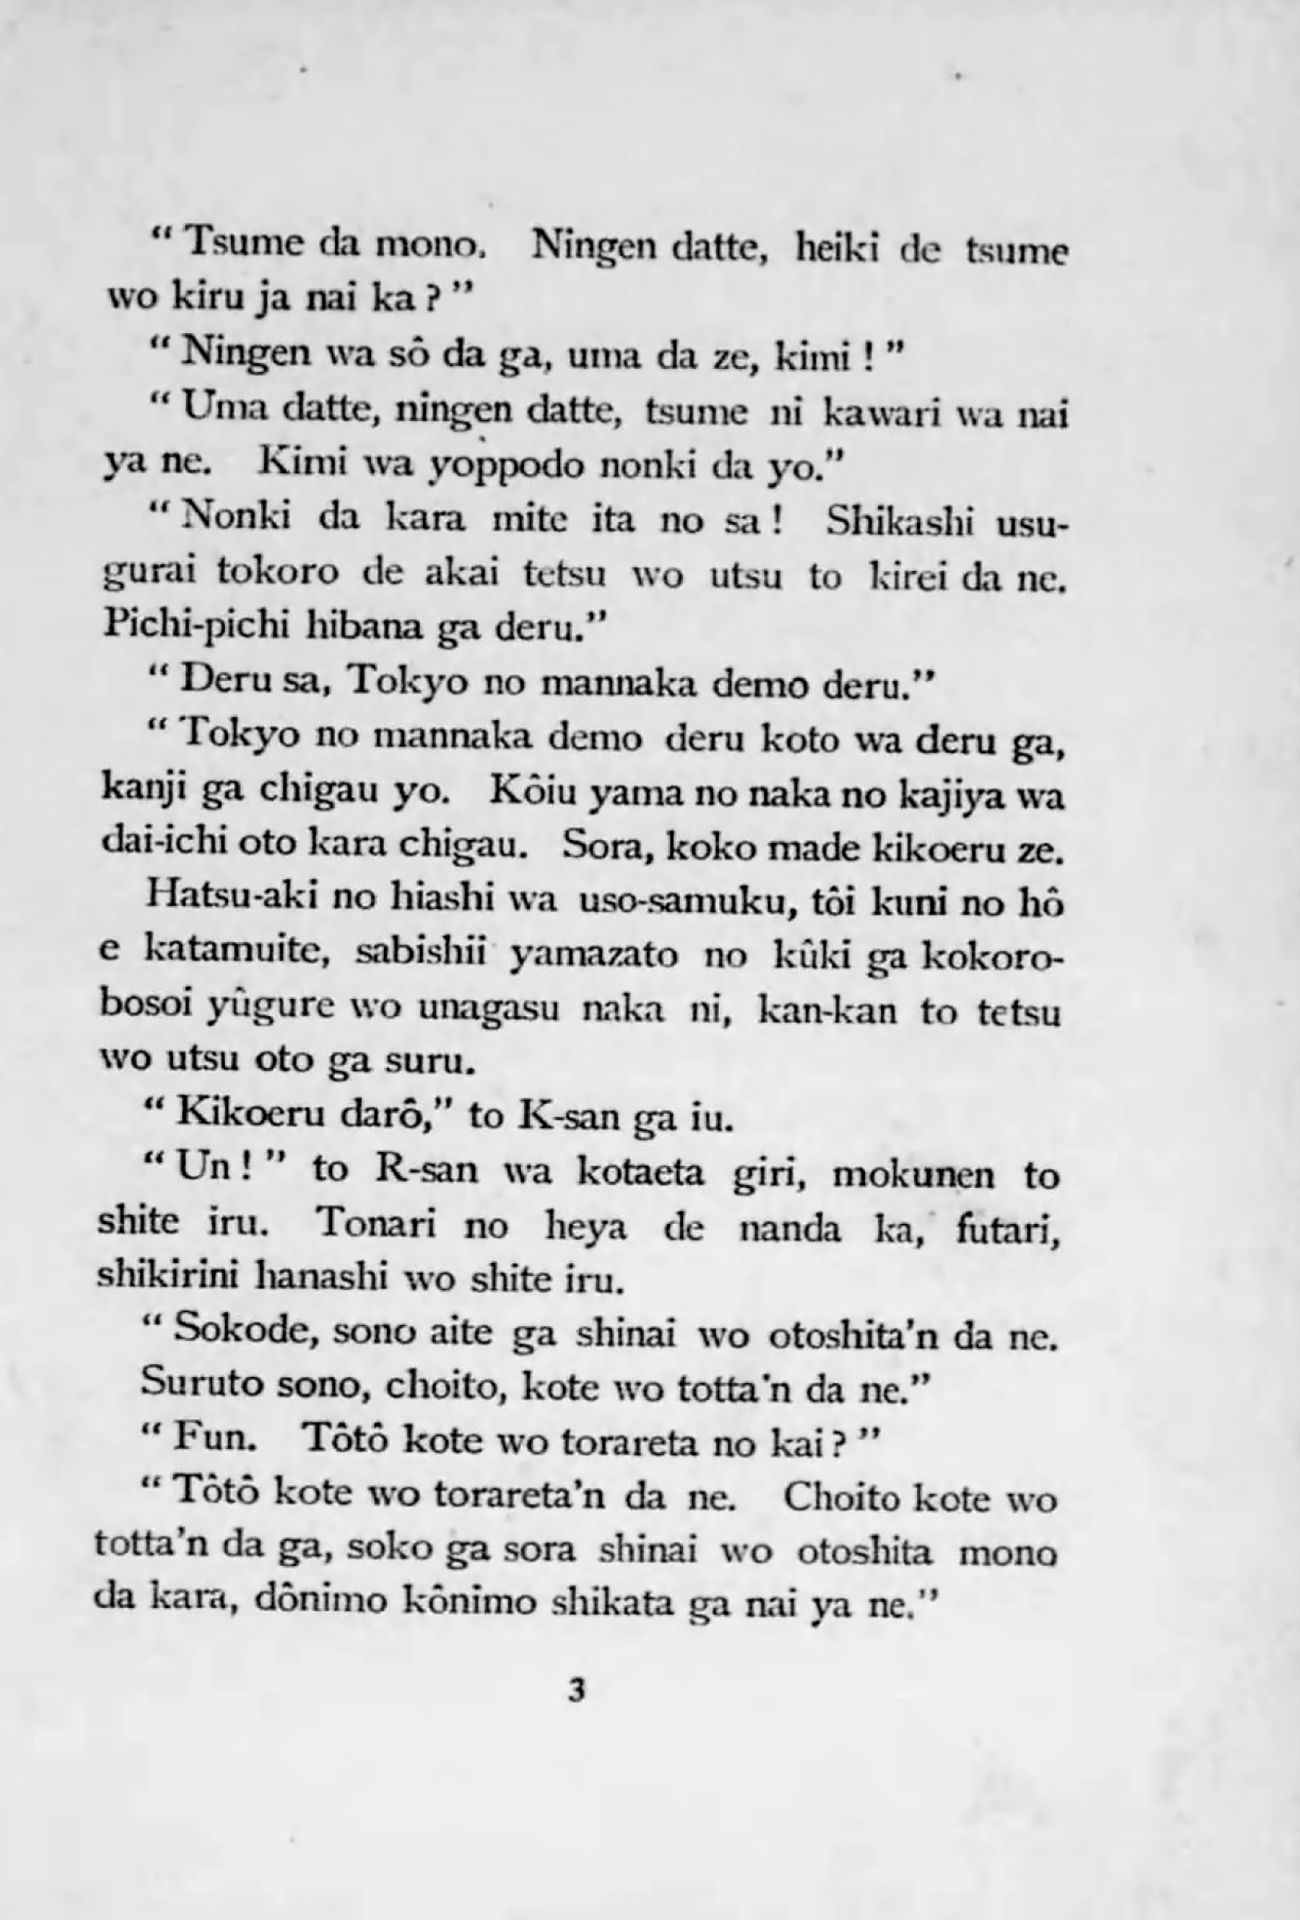 “ Tsume da mono. Ningen datte, heiki de tsume
wo kiru ja nai ka ? ”
“ Ningen wa sô da ga, uma da ze, kimi ! ”
“ Uma datte, ningen datte, tsume ni kawari wa nai
ya ne. Kimi wa yoppodo nonki da yo.”
“ Nonki da kara mite ita no sa ! Shikashi usu-
gurai tokoro de akai tetsu wo utsu to kirei da ne.
Pichi-pichi hibana ga deru.”
“ Deru sa, Tokyo no mannaka demo deru.”
“ Tokyo no mannaka demo deru koto wa deru ga,
kanji ga chigau yo. Kôiu yama no naka no kajiya wa
dai-ichi oto kara chigau. Sora, koko made kikoeru ze.
Hatsu-aki no hiashi wa uso-samuku, tôi kuni no hô
e katamuite, sabishii yamazato no kûki ga kokoro-
bosoi yûgure wo unagasu naka ni, kan-kan to tetsu
wo utsu oto ga suru.
“ Kikoeru darô,” to K-san ga iu.
“ Un ! ” to R-san wa kotaeta giri, mokunen to
shite iru. Tonari no heya de nanda ka, futari,
shikirini hanashi wo shite iru.
“ Sokode, sono aite ga shinai wo otoshita’n da ne.
Suruto sono, choito, kote wo totta’n da ne.”
“ Fun. Tôtô kote wo torareta no kai ? ”
“ Tôtô kote wo torareta’n da ne. Choito kote wo
totta’n da ga, soko ga sora shinai wo otoshita mono
da kara, dônimo kônimo shikata ga nai ya ne.”
3